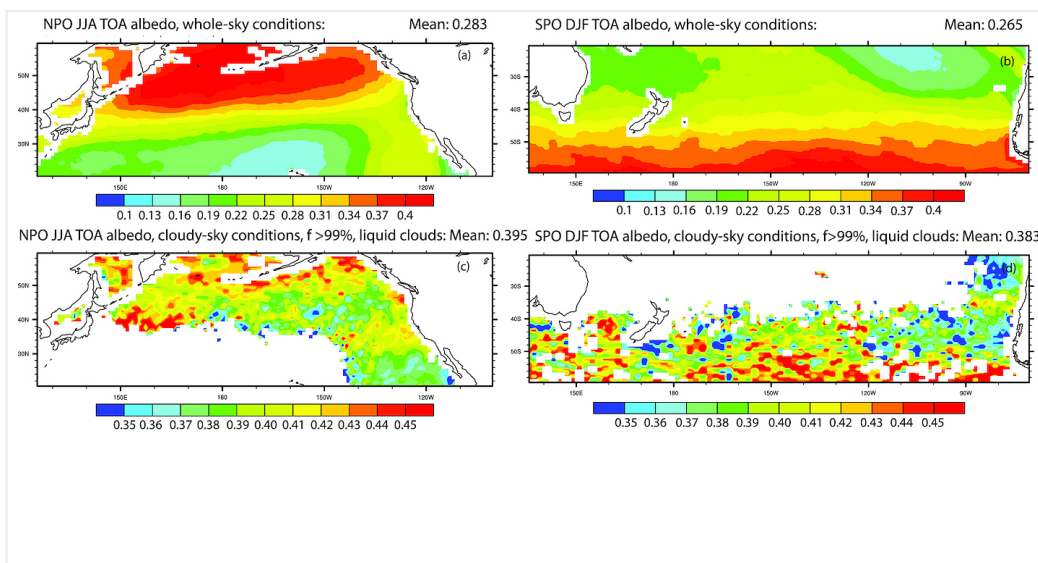 NPO JJA TOA albedo, whole-sky conditions: Mean: 0.283
(a)
50N
40N
30N
150E 180 150W 120W
0.1 0.13 0.16 0.19 0.22 0.25 0.28 0.31 0.34 0.37 0.4
SPO DJF TOA albedo, whole-sky conditions: Mean: 0.265
(b)
30S
40S
50S
150E 180 150W 120W 90W
0.1 0.13 0.16 0.19 0.22 0.25 0.28 0.31 0.34 0.37 0.4
NPO JJA TOA albedo, cloudy-sky conditions, f >99%, liquid clouds: Mean: 0.395
(c)
50N
40N
30N
150E 180 150W 120W
0.35 0.36 0.37 0.38 0.39 0.40 0.41 0.42 0.43 0.44 0.45
SPO DJF TOA albedo, cloudy-sky conditions, f>99%, liquid clouds: Mean: 0.383
(d)
30S
40S
50S
150E 180 150W 120W 90W
0.35 0.36 0.37 0.38 0.39 0.40 0.41 0.42 0.43 0.44 0.45